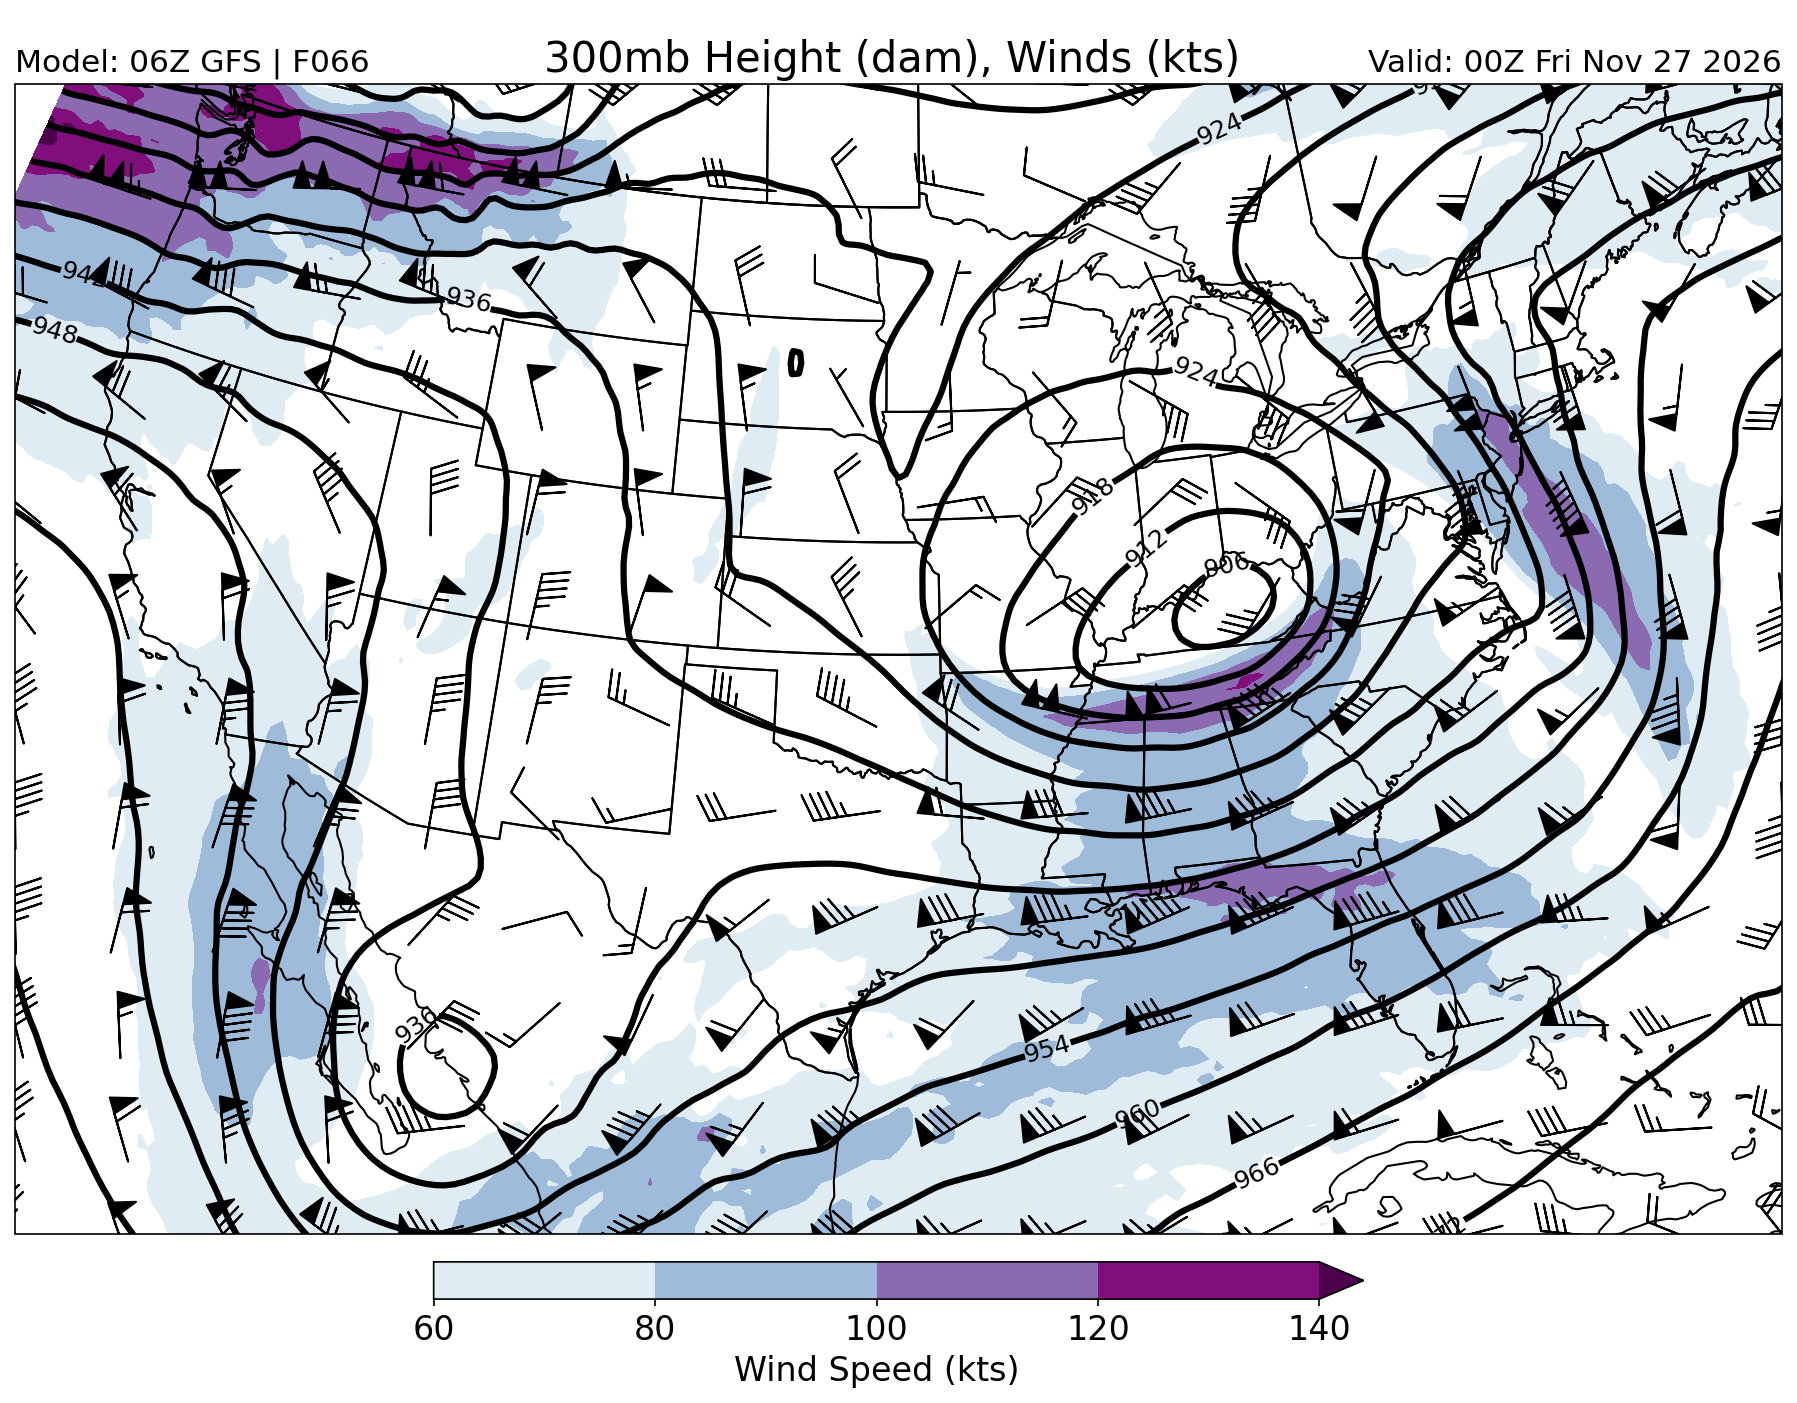 Model: 06Z GFS | F066
300mb Height (dam), Winds (kts)
Valid: 00Z Fri Nov 27 2026
924
942
936
948
924
918
912
906
936
954
960
966
60 80 100 120 140
Wind Speed (kts)